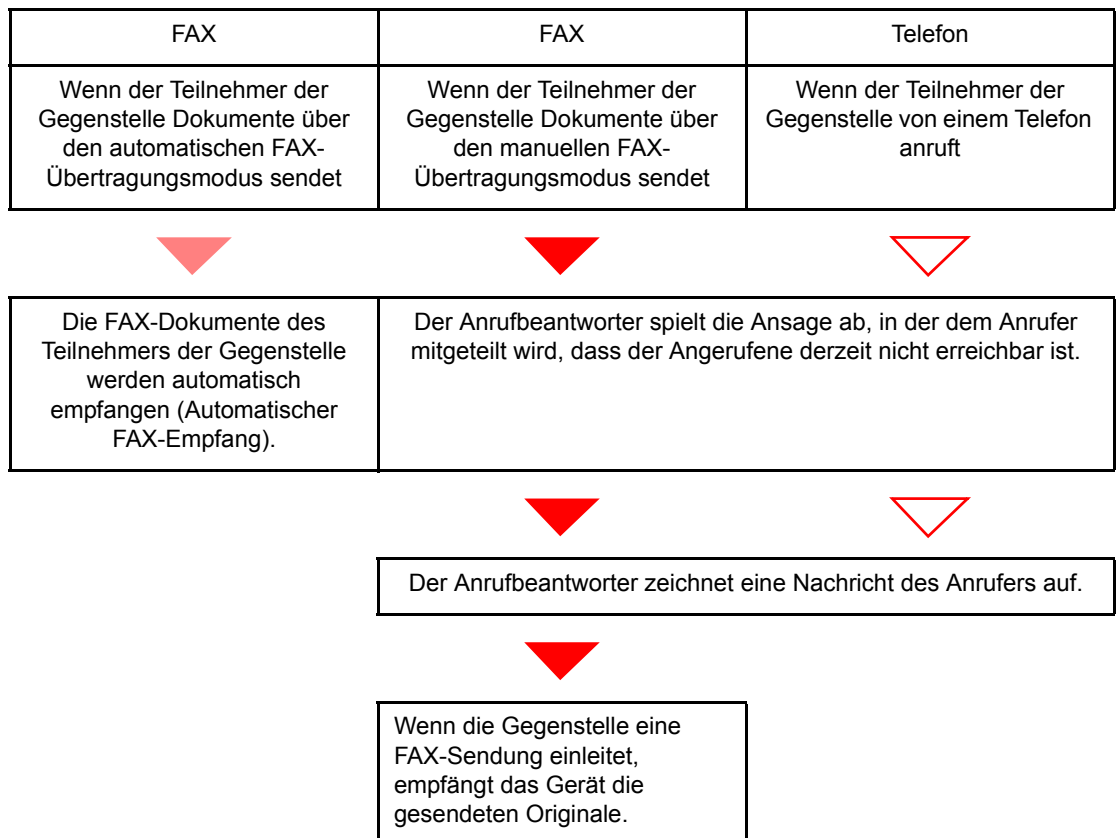 FAX
FAX
Telefon
Wenn der Teilnehmer der
Gegenstelle Dokumente über
den automatischen FAX-
Übertragungsmodus sendet
Wenn der Teilnehmer der
Gegenstelle Dokumente über
den manuellen FAX-
Übertragungsmodus sendet
Wenn der Teilnehmer der
Gegenstelle von einem Telefon
anruft
Die FAX-Dokumente des
Teilnehmers der Gegenstelle
werden automatisch
empfangen (Automatischer
FAX-Empfang).
Der Anrufbeantworter spielt die Ansage ab, in der dem Anrufer
mitgeteilt wird, dass der Angerufene derzeit nicht erreichbar ist.
Der Anrufbeantworter zeichnet eine Nachricht des Anrufers auf.
Wenn die Gegenstelle eine
FAX-Sendung einleitet,
empfängt das Gerät die
gesendeten Originale.